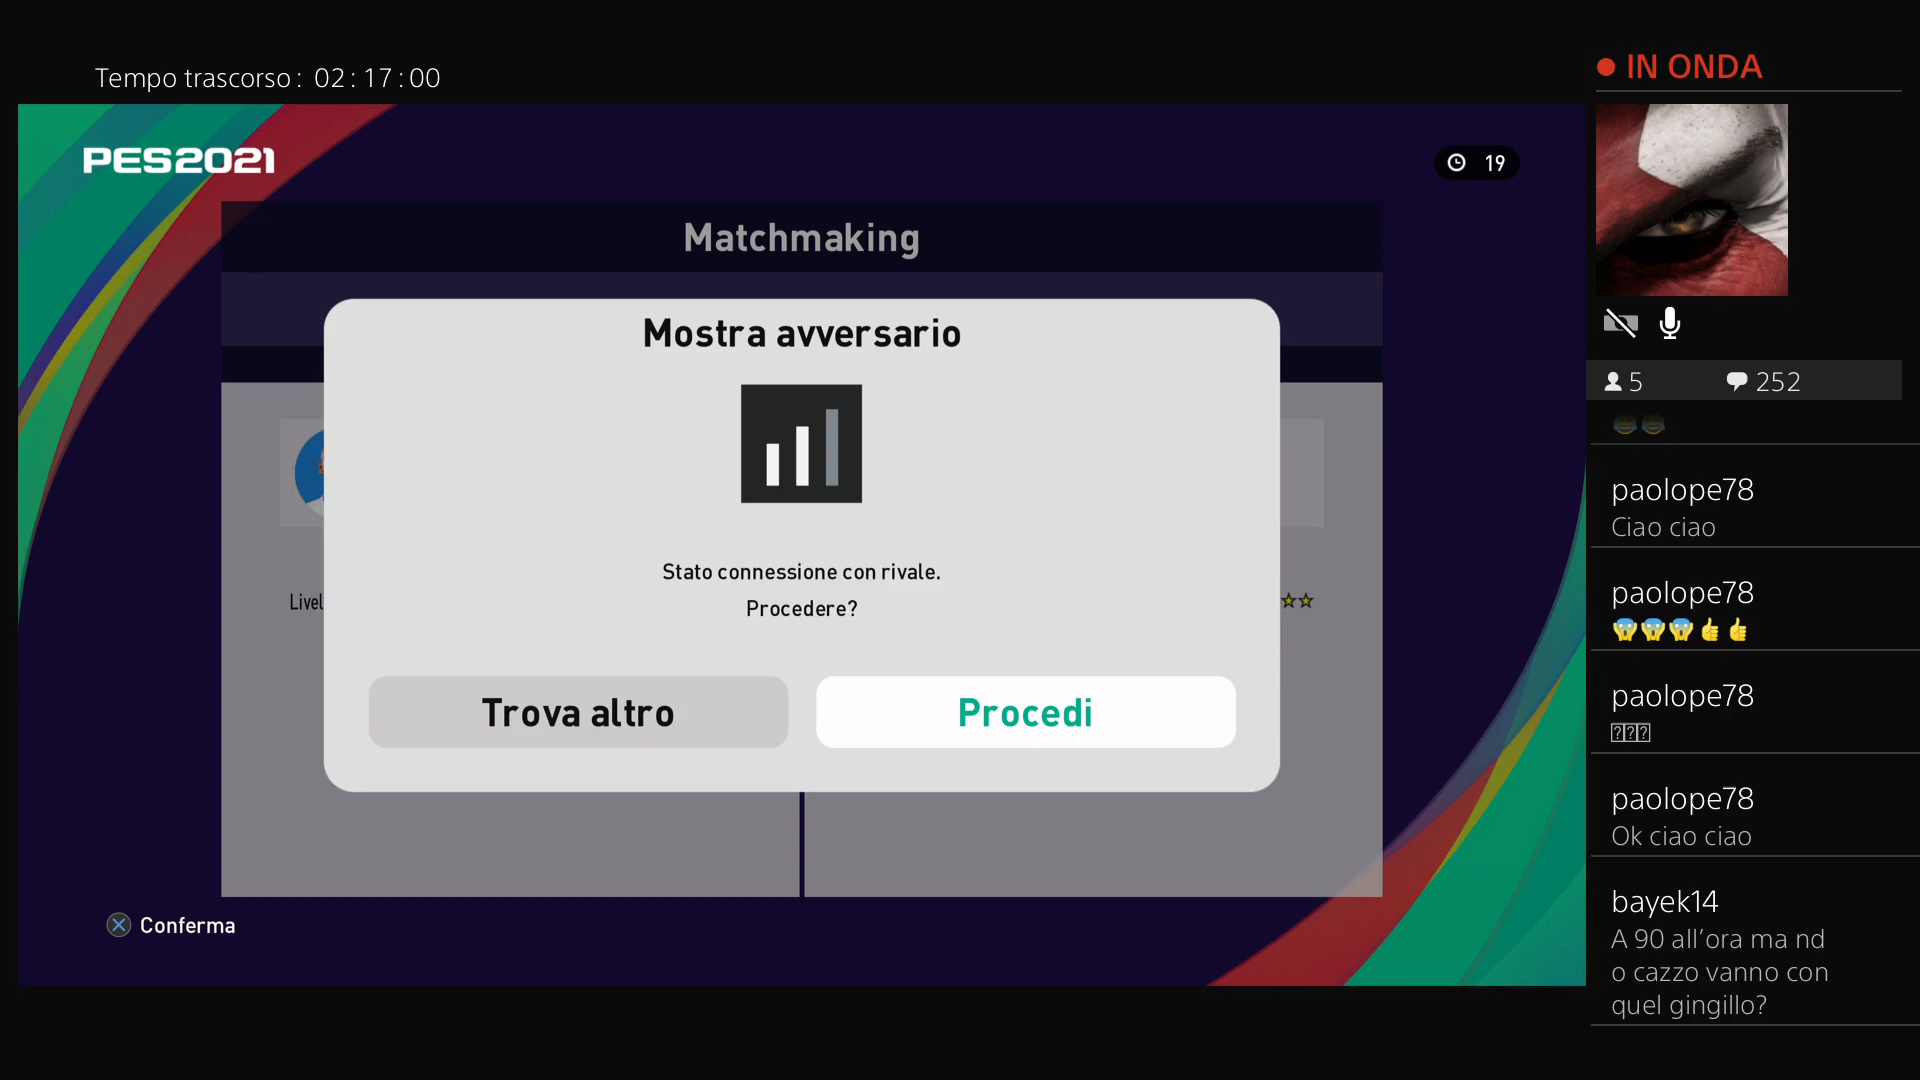 Tempo trascorso: 02:17:00
IN ONDA
PES2021
19
Matchmaking
Mostra avversario
Stato connessione con rivale.
Procedere?
Livel
Trova altro
Procedi
Conferma
5
252
paolope78
Ciao ciao
paolope78
😱😱😱👍👍
paolope78
paolope78
Ok ciao ciao
bayek14
A 90 all'ora ma nd
o cazzo vanno con
quel gingillo?